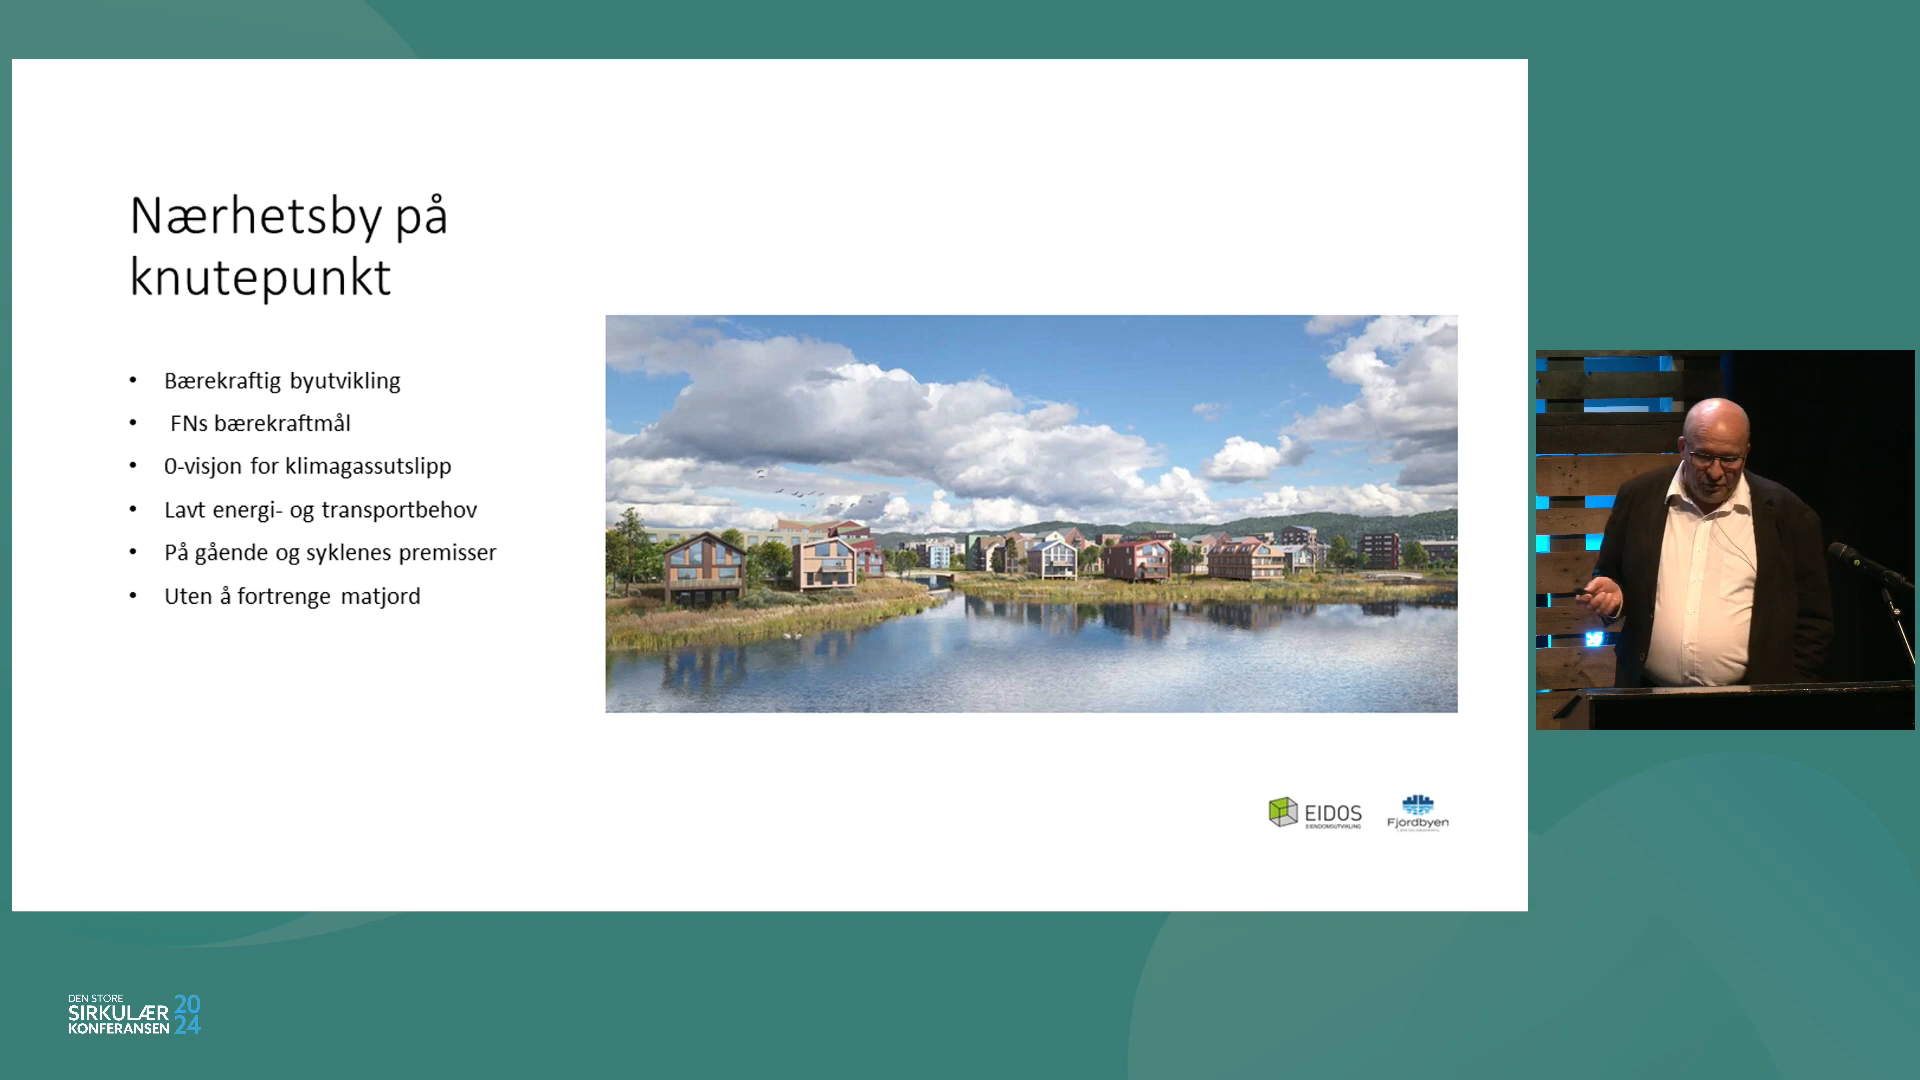 Nærhetsby på
knutepunkt
• Bærekraftig byutvikling
• FNs bærekraftmål
• 0-visjon for klimagassutslipp
• Lavt energi- og transportbehov
• På gående og syklenes premisser
• Uten å fortrenge matjord
EIDOS
EIENDOMSUTVIKLING
Fjordbyen
DEN STORE
SIRKULÆR
KONFERANSEN
20
24